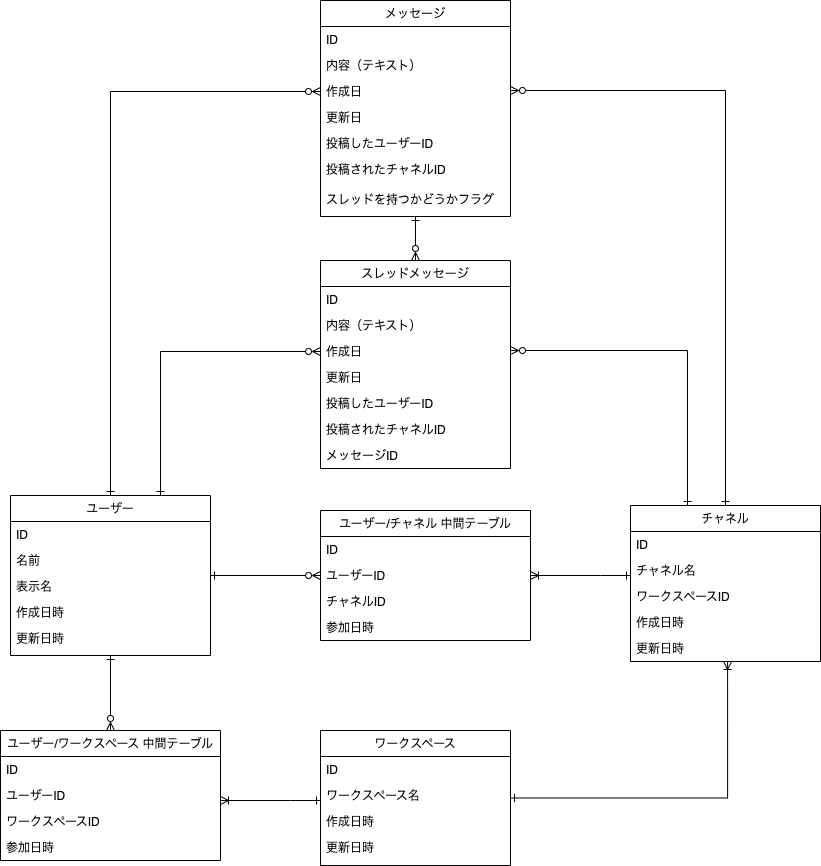 メッセージ
ID
内容（テキスト）
作成日
更新日
投稿したユーザーID
投稿されたチャネルID
スレッドを持つかどうかフラグ
スレッドメッセージ
ID
内容（テキスト）
作成日
更新日
投稿したユーザーID
投稿されたチャネルID
メッセージID
ユーザー
ID
名前
表示名
作成日時
更新日時
ユーザー/チャネル 中間テーブル
ID
ユーザーID
チャネルID
参加日時
チャネル
ID
チャネル名
ワークスペースID
作成日時
更新日時
ユーザー/ワークスペース 中間テーブル
ID
ユーザーID
ワークスペースID
参加日時
ワークスペース
ID
ワークスペース名
作成日時
更新日時